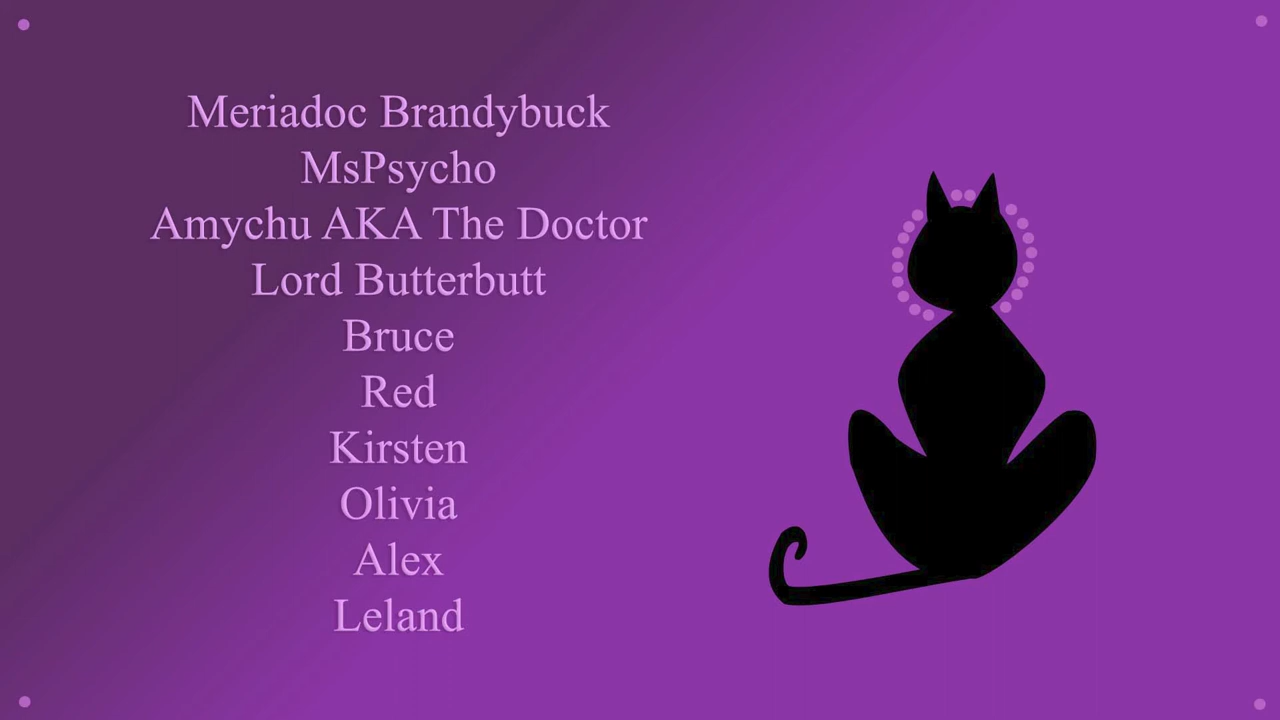 Meriadoc Brandybuck
MsPsycho
Amychu AKA The Doctor
Lord Butterbutt
Bruce
Red
Kirsten
Olivia
Alex
Leland